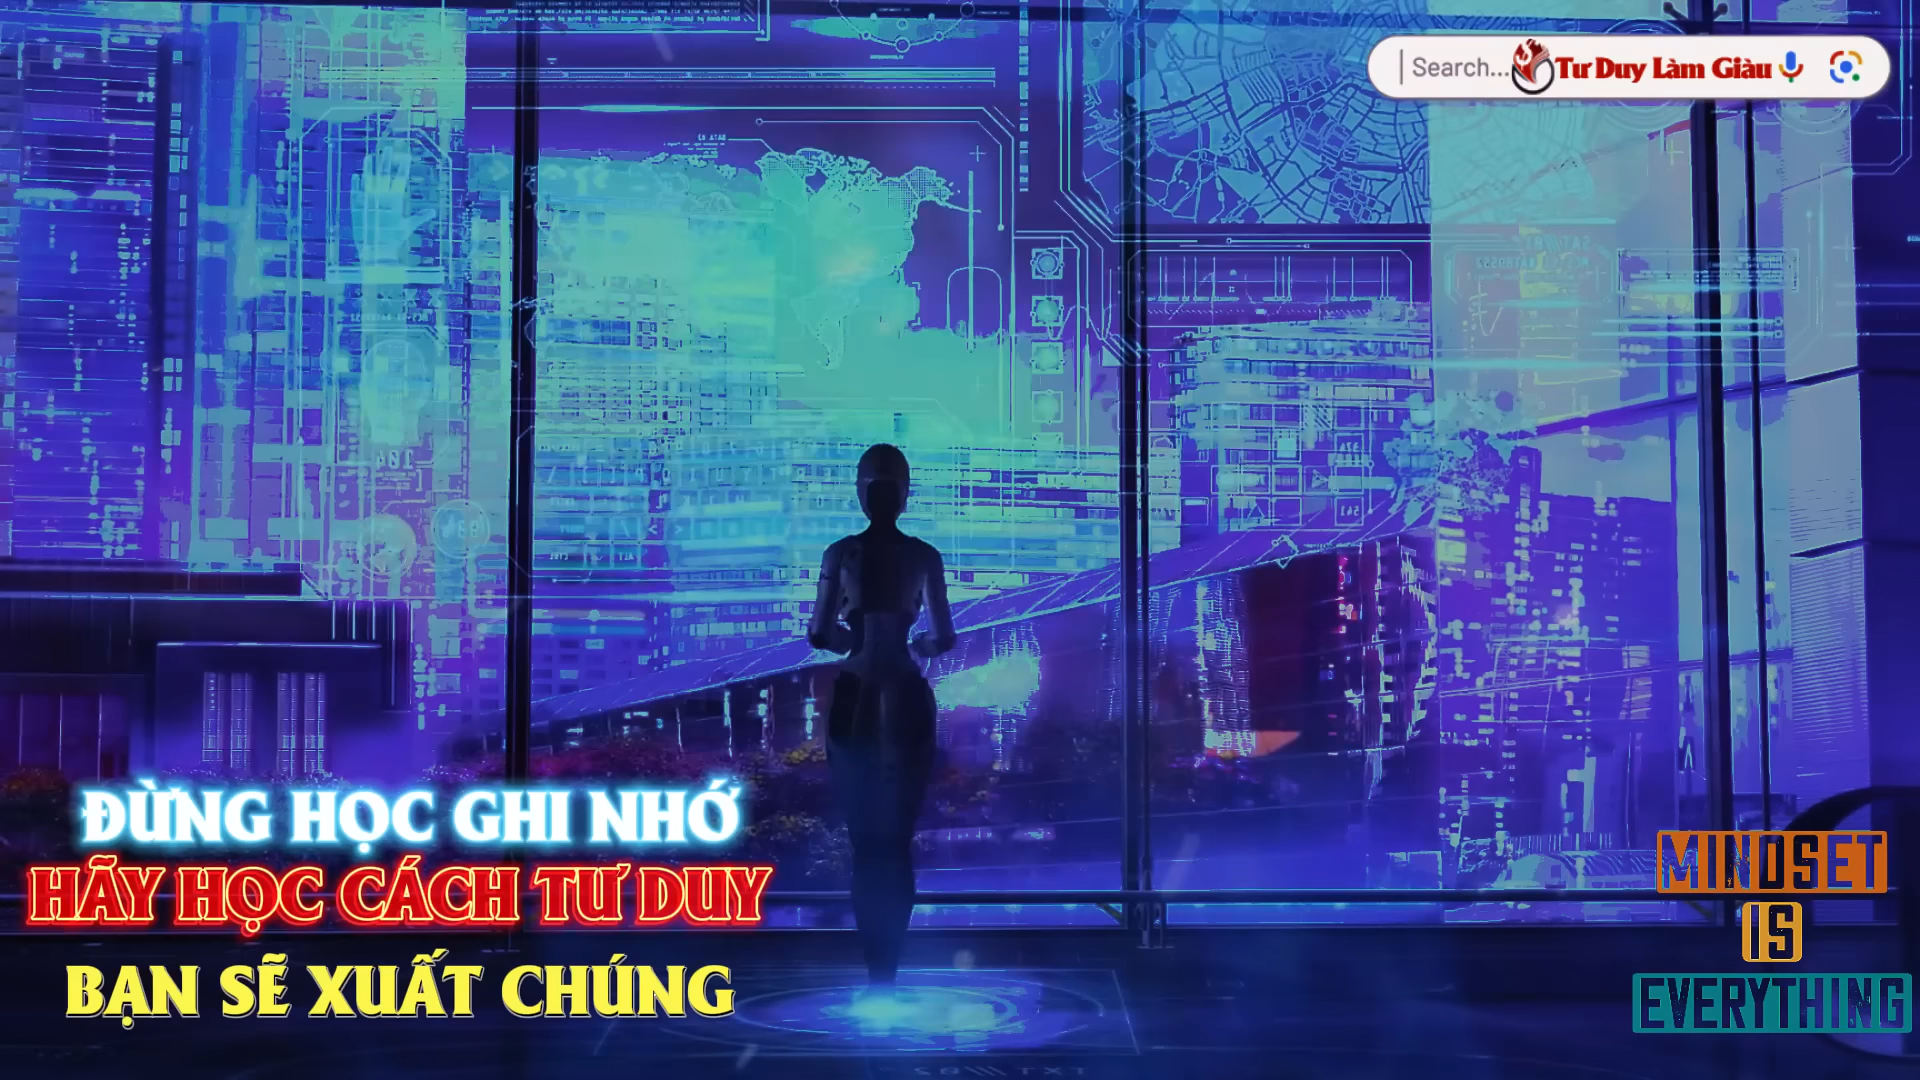 Search... Tư Duy Làm Giàu
ĐỪNG HỌC GHI NHỚ
HÃY HỌC CÁCH TƯ DUY
BẠN SẼ XUẤT CHÚNG
MINDSET
IS
EVERYTHING